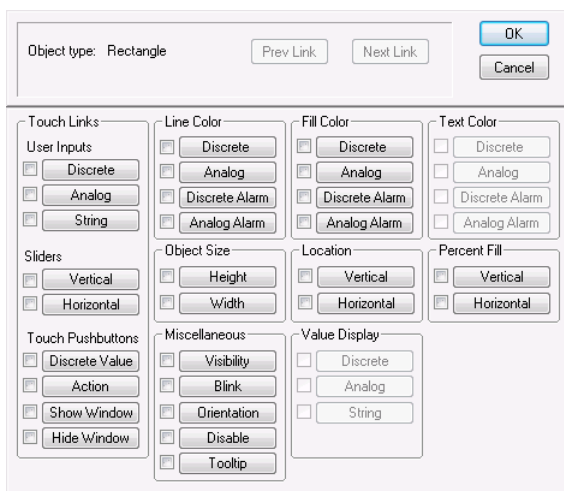 Object type: Rectangle
Prev Link
Next Link
OK
Cancel
Touch Links
User Inputs
Discrete
Analog
String
Sliders
Vertical
Horizontal
Touch Pushbuttons
Discrete Value
Action
Show Window
Hide Window
Line Color
Discrete
Analog
Discrete Alarm
Analog Alarm
Object Size
Height
Width
Miscellaneous
Visibility
Blink
Orientation
Disable
Tooltip
Fill Color
Discrete
Analog
Discrete Alarm
Analog Alarm
Location
Vertical
Horizontal
Value Display
Discrete
Analog
String
Text Color
Discrete
Analog
Discrete Alarm
Analog Alarm
Percent Fill
Vertical
Horizontal